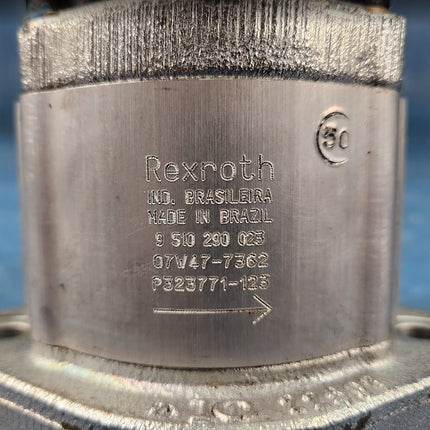 50
Rexroth
IND. BRASILEIRA
MADE IN BRAZIL
9 510 290 023
07W47-7362
P323771-123